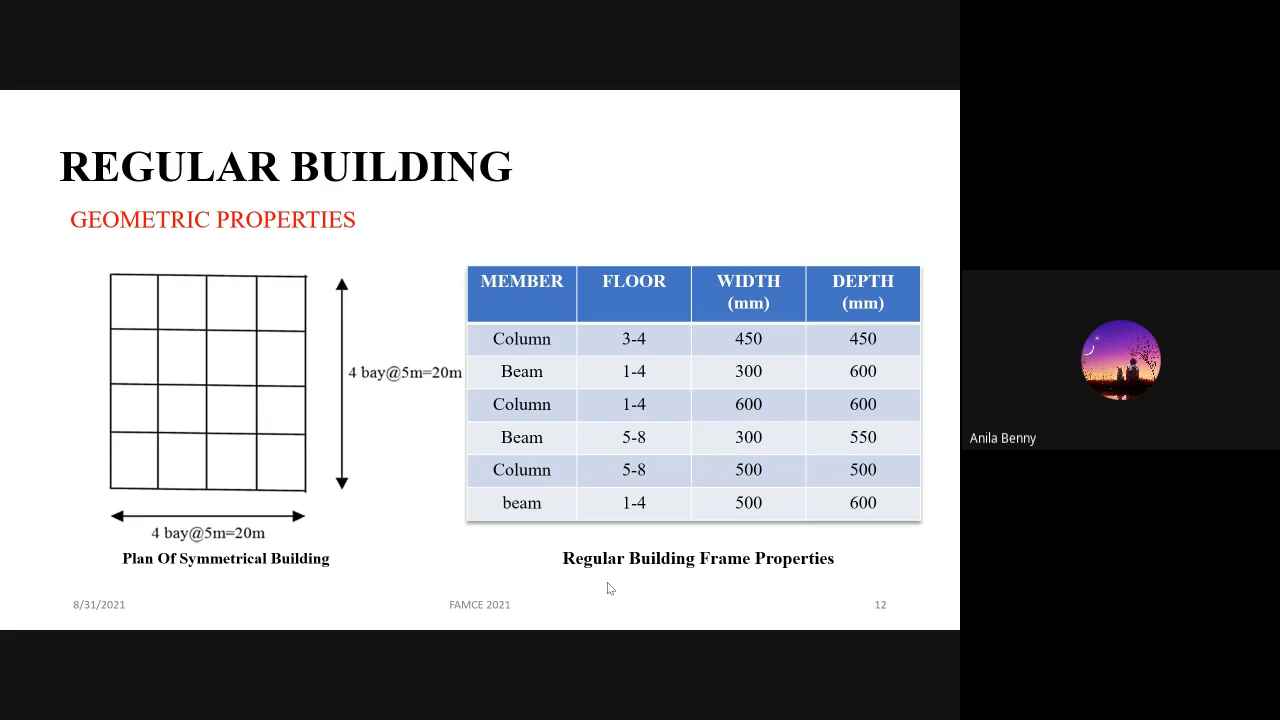 REGULAR BUILDING
GEOMETRIC PROPERTIES
4 bay@5m=20m
4 bay@5m=20m
Plan Of Symmetrical Building
MEMBER FLOOR WIDTH (mm) DEPTH (mm)
Column 3-4 450 450
Beam 1-4 300 600
Column 1-4 600 600
Beam 5-8 300 550
Column 5-8 500 500
beam 1-4 500 600
Regular Building Frame Properties
8/31/2021 FAMCE 2021 12
Anila Benny